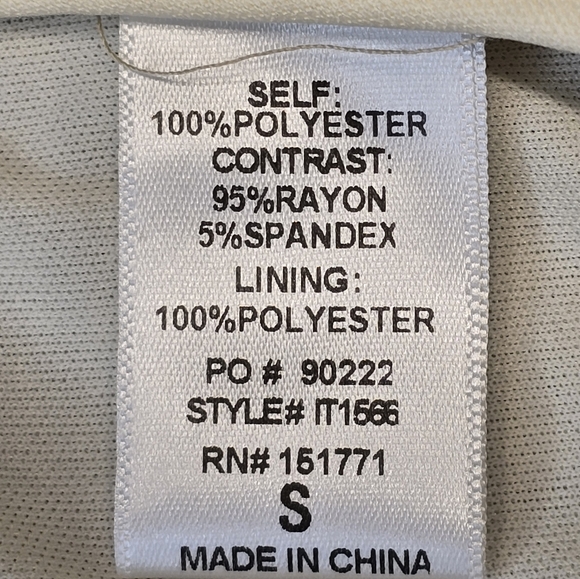 SELF:
100%POLYESTER
CONTRAST:
95%RAYON
5%SPANDEX
LINING:
100%POLYESTER
PO # 90222
STYLE# IT1566
RN# 151771
S
MADE IN CHINA